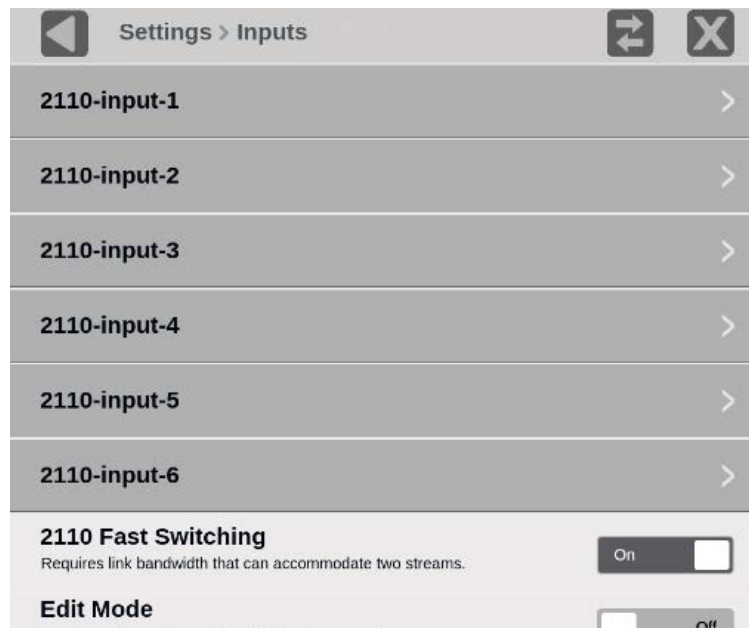 Settings > Inputs
2110-input-1
2110-input-2
2110-input-3
2110-input-4
2110-input-5
2110-input-6
2110 Fast Switching
Requires link bandwidth that can accommodate two streams.
On
Edit Mode
Off